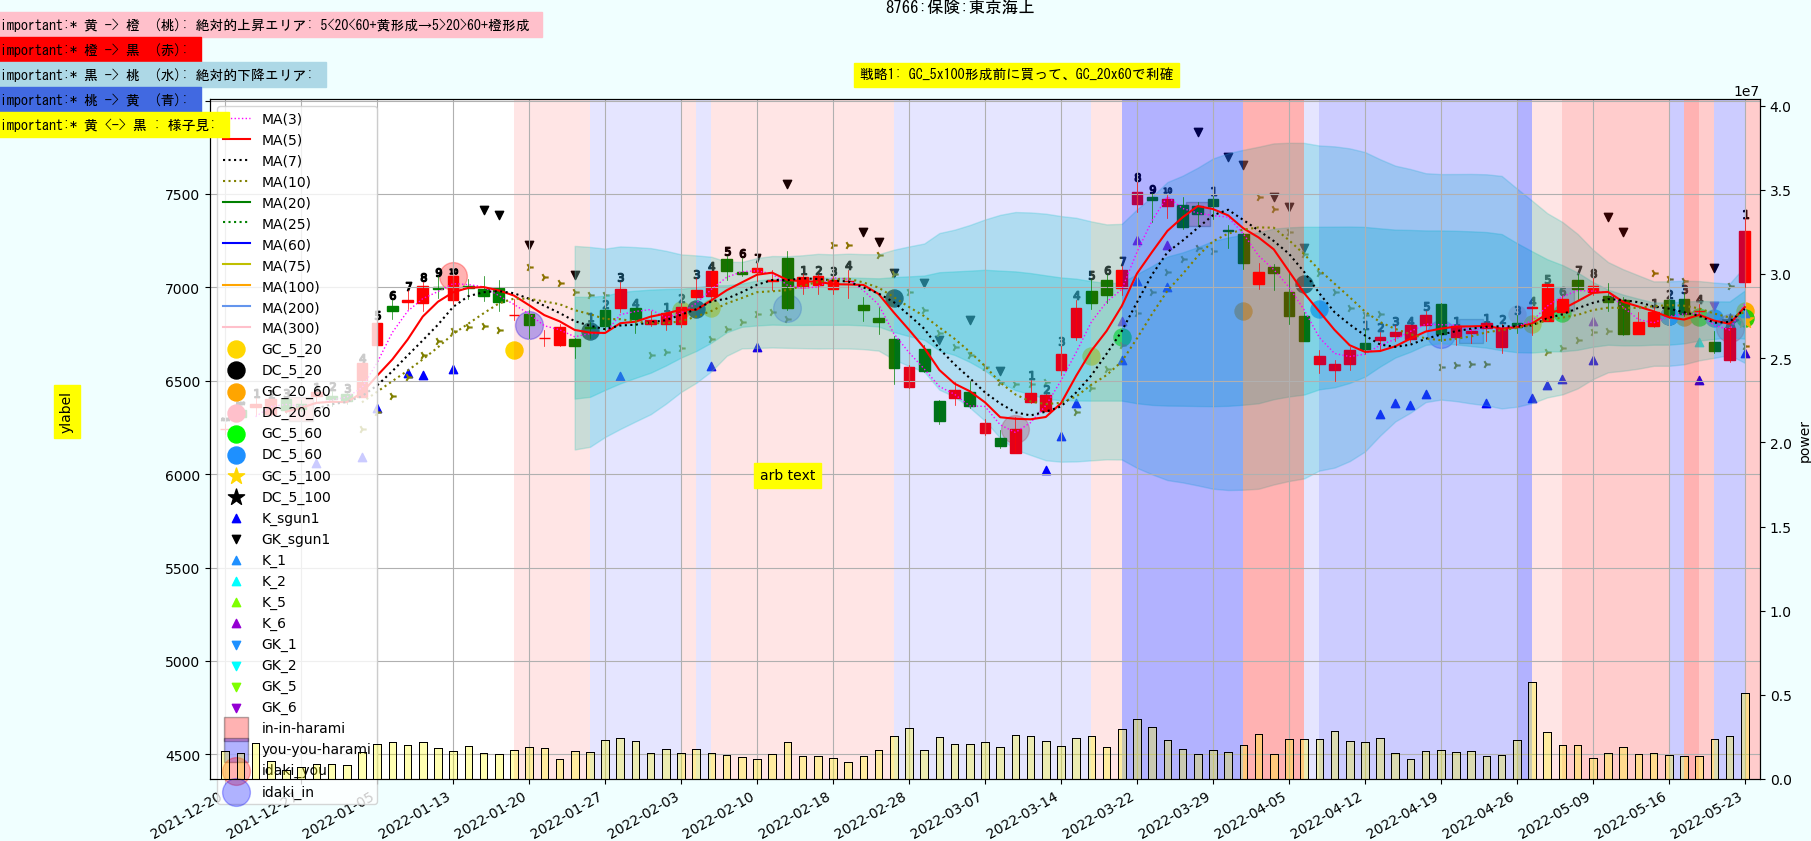 8766:保険:東京海上
important:* 黄 -> 橙 (桃): 絶対的上昇エリア: 5<20<60+黄形成→5>20>60+橙形成
important:* 橙 -> 黒 (赤):
important:* 黒 -> 桃 (水): 絶対的下降エリア:
戦略1: GC_5x100形成前に買って、GC_20x60で利確
important:* 桃 -> 黄 (青):
important:* 黄 <-> 黒 : 様子見:
1e7
MA(3)
MA(5)
MA(7)
MA(10)
MA(20)
MA(25)
MA(60)
MA(75)
MA(100)
MA(200)
MA(300)
GC_5_20
DC_5_20
GC_20_60
DC_20_60
GC_5_60
DC_5_60
GC_5_100
DC_5_100
K_sgun1
GK_sgun1
K_1
K_2
K_5
K_6
GK_1
GK_2
GK_5
GK_6
in-in-harami
you-you-harami
idaki_you
idaki_in
7500
7000
6500
6000
5500
5000
4500
ylabel
arb text
4.0
3.5
3.0
2.5
2.0
1.5
1.0
0.5
0.0
power
2021-12-20
2022-01-05
2022-01-13
2022-01-20
2022-01-27
2022-02-03
2022-02-10
2022-02-18
2022-02-28
2022-03-07
2022-03-14
2022-03-22
2022-03-29
2022-04-05
2022-04-12
2022-04-19
2022-04-26
2022-05-09
2022-05-16
2022-05-23